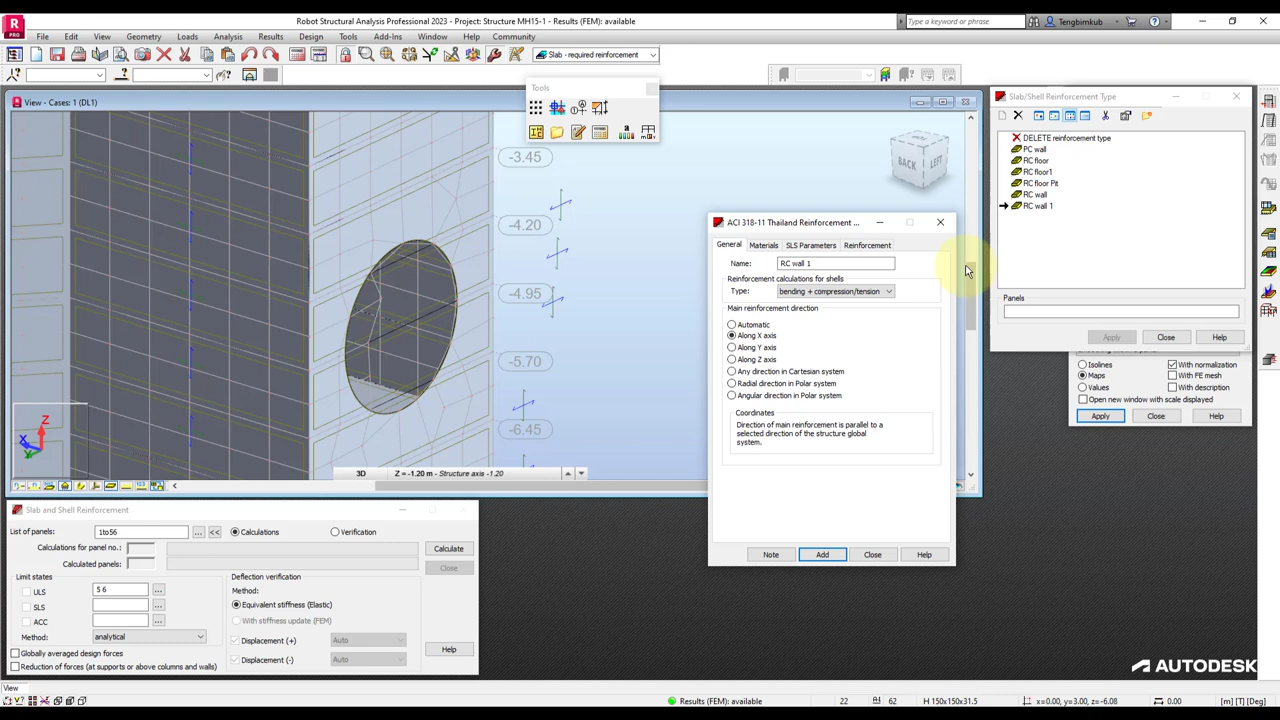 Robot Structural Analysis Professional 2023 - Project: Structure MH15-1 - Results (FEM): available
Type a keyword or phrase
Tengbimkub
PRO
File Edit View Geometry Loads Analysis Results Design Tools Add-Ins Window Help Community
Slab - required reinforcement
View - Cases: 1 (DL1)
Tools
-3.45
-4.20
-4.95
-5.70
-6.45
BACK
LEFT
Z
X
Y
3D
Z = -1.20 m - Structure axis -1.20
Slab/Shell Reinforcement Type
DELETE reinforcement type
PC wall
RC floor
RC floor1
RC floor Pit
RC wall
RC wall 1
Panels
Apply
Close
Help
Isolines
With normalization
Maps
With FE mesh
Values
With description
Open new window with scale displayed
Apply
Close
Help
ACI 318-11 Thailand Reinforcement ...
General
Materials
SLS Parameters
Reinforcement
Name:
RC wall 1
Reinforcement calculations for shells
Type:
bending + compression/tension
Main reinforcement direction
Automatic
Along X axis
Along Y axis
Along Z axis
Any direction in Cartesian system
Radial direction in Polar system
Angular direction in Polar system
Coordinates
Direction of main reinforcement is parallel to a
selected direction of the structure global
system.
Note
Add
Close
Help
Slab and Shell Reinforcement
List of panels:
1to56
...
<<
Calculations
Verification
Calculations for panel no.:
Calculated panels:
Calculate
Close
Limit states
ULS
5 6
...
SLS
...
ACC
...
Method:
analytical
Globally averaged design forces
Reduction of forces (at supports or above columns and walls)
Deflection verification
Method:
Equivalent stiffness (Elastic)
With stiffness update (FEM)
Displacement (+)
Auto
Displacement (-)
Auto
Help
AUTODESK
View
Results (FEM): available
22
62
H 150x150x31.5
x=0.00, y=3.00, z=-6.08
0.00
[m] [T] [Deg]